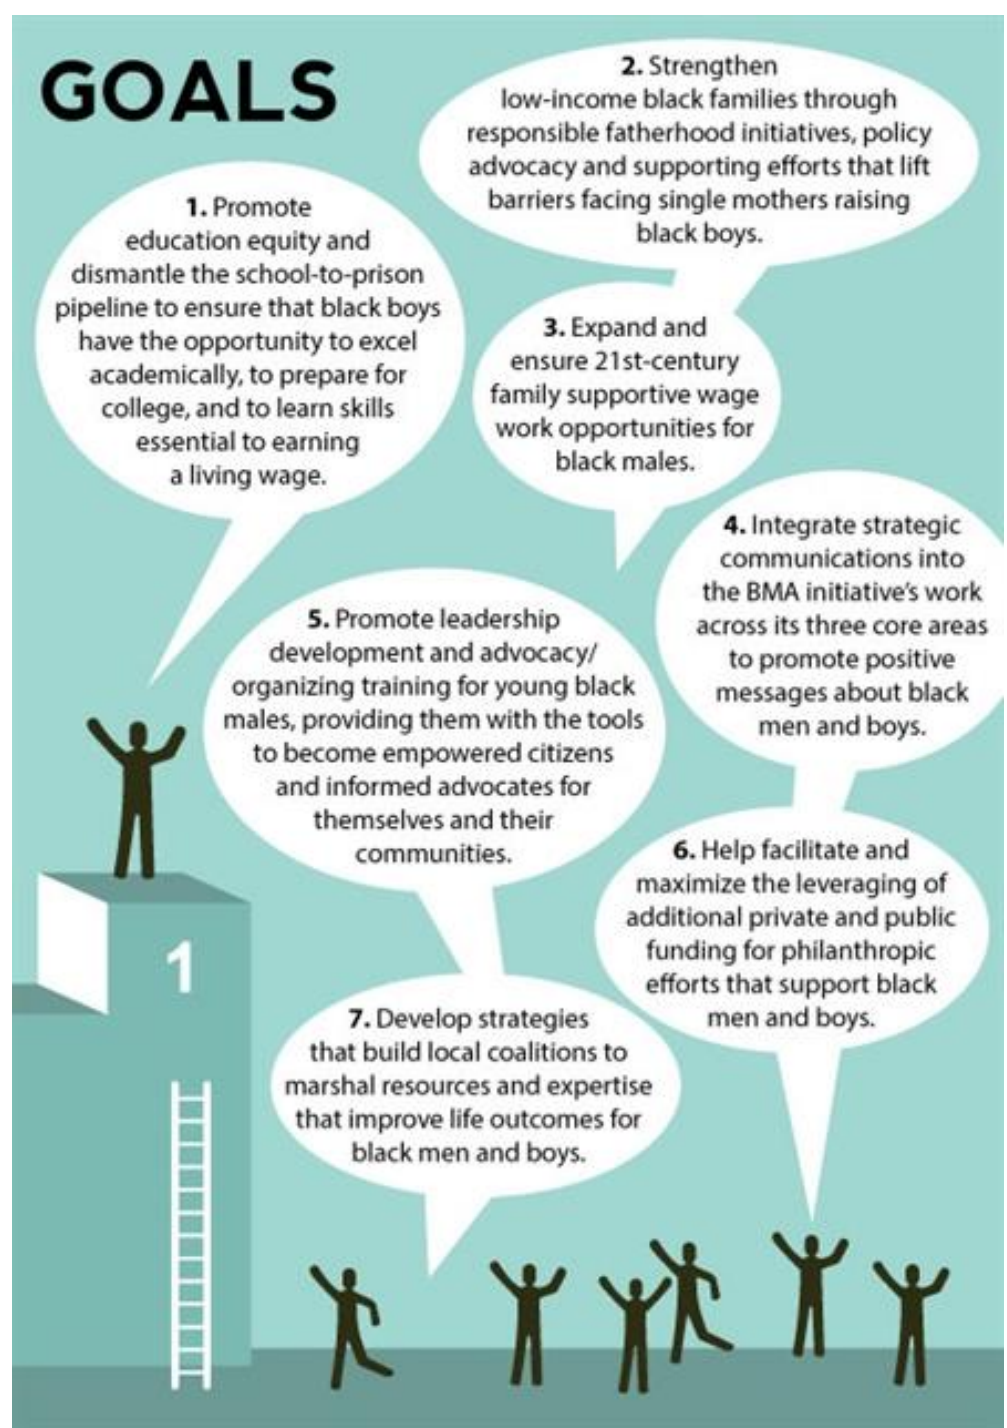 GOALS
1. Promote
education equity and
dismantle the school-to-prison
pipeline to ensure that black boys
have the opportunity to excel
academically, to prepare for
college, and to learn skills
essential to earning
a living wage.
2. Strengthen
low-income black families through
responsible fatherhood initiatives, policy
advocacy and supporting efforts that lift
barriers facing single mothers raising
black boys.
3. Expand and
ensure 21st-century
family supportive wage
work opportunities for
black males.
4. Integrate strategic
communications into
the BMA initiative's work
across its three core areas
to promote positive
messages about black
men and boys.
5. Promote leadership
development and advocacy/
organizing training for young black
males, providing them with the tools
to become empowered citizens
and informed advocates for
themselves and their
communities.
6. Help facilitate and
maximize the leveraging of
additional private and public
funding for philanthropic
efforts that support black
men and boys.
7. Develop strategies
that build local coalitions to
marshal resources and expertise
that improve life outcomes for
black men and boys.
1